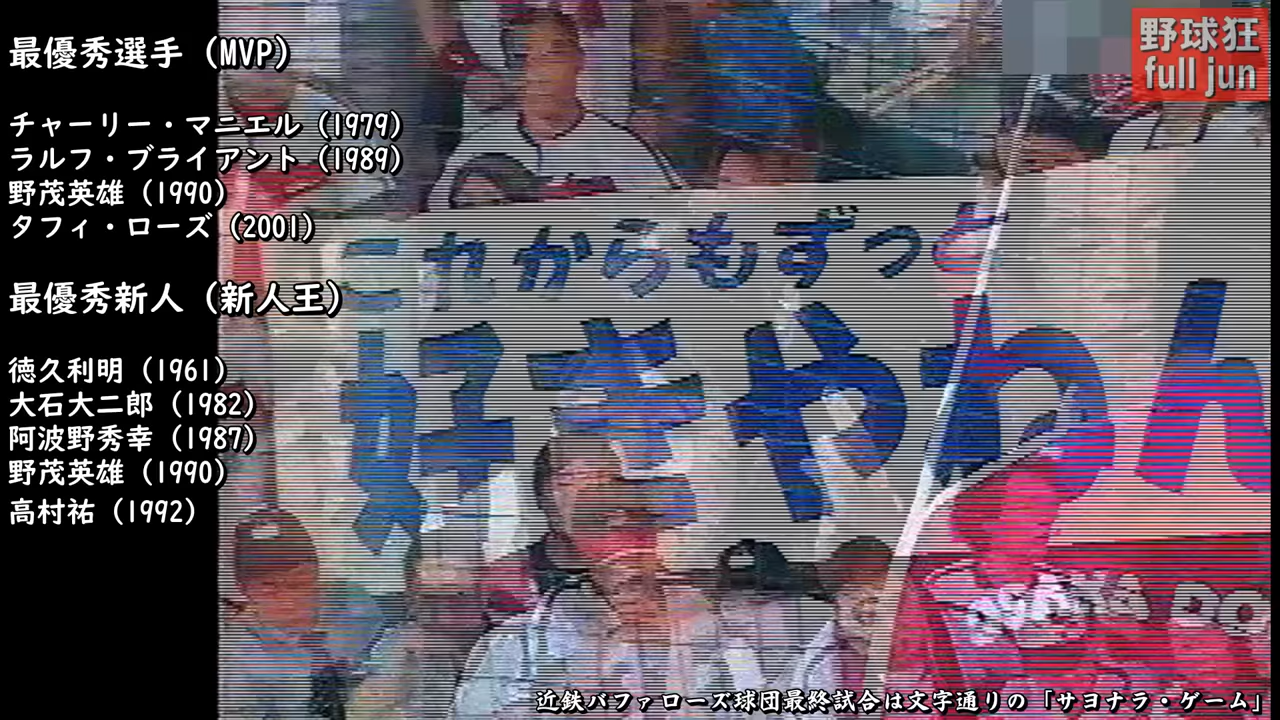 最優秀選手 (MVP)
チャーリー・マニエル (1979)
ラルフ・ブライアント (1989)
野茂英雄 (1990)
タフィ・ローズ (2001)
最優秀新人 (新人王)
徳久利明 (1961)
大石大二郎 (1982)
阿波野秀幸 (1987)
野茂英雄 (1990)
高村祐 (1992)
野球狂
full jun
これからもずっと
好きやねん
OSAKA DO
近鉄バファローズ球団最終試合は文字通りの「サヨナラ・ゲーム」